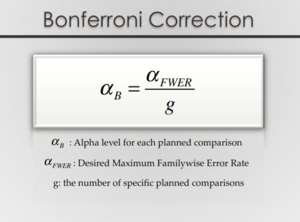 Bonferroni Correction
α_B = α_FWER / g
α_B : Alpha level for each planned comparison
α_FWER : Desired Maximum Familywise Error Rate
g: the number of specific planned comparisons